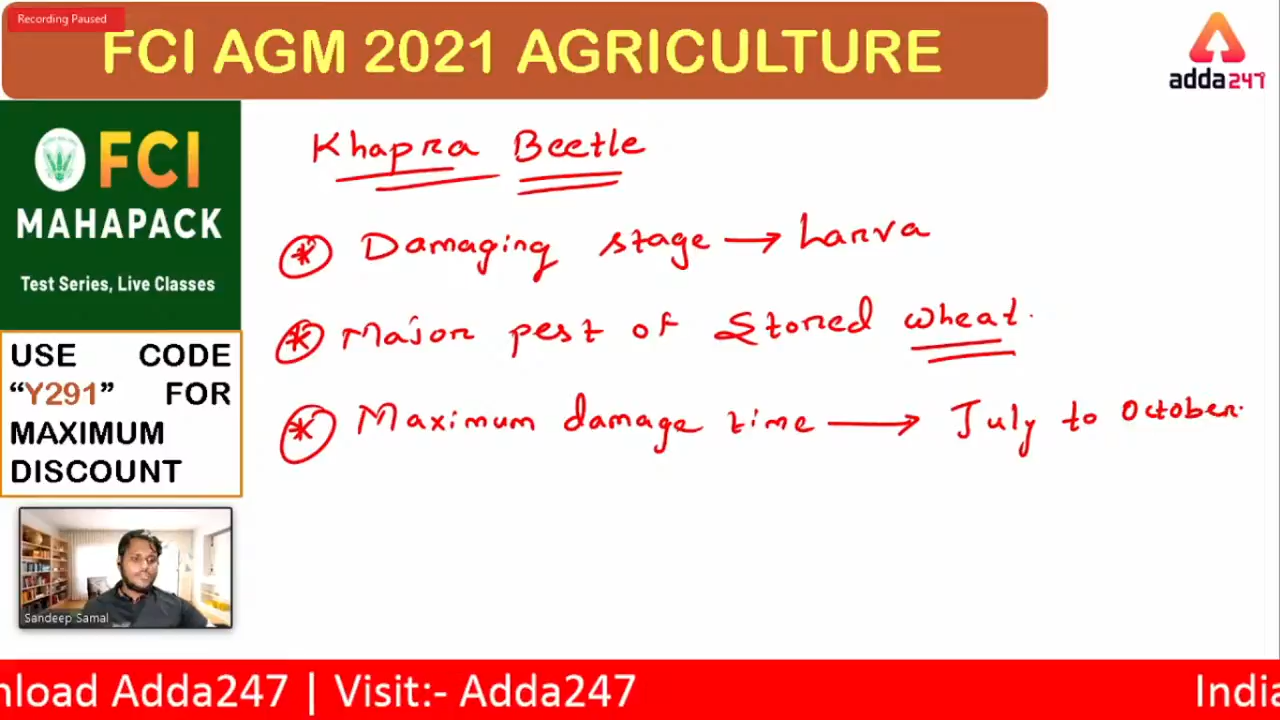 Recording Paused
FCI AGM 2021 AGRICULTURE
adda247
FCI
MAHAPACK
Test Series, Live Classes
USE CODE
“Y291” FOR
MAXIMUM
DISCOUNT
Sandeep Samal
Khapra Beetle
* Damaging stage → Larva
* Major pest of Stored wheat.
* Maximum damage time → July to October.
nload Adda247 | Visit:- Adda247
India